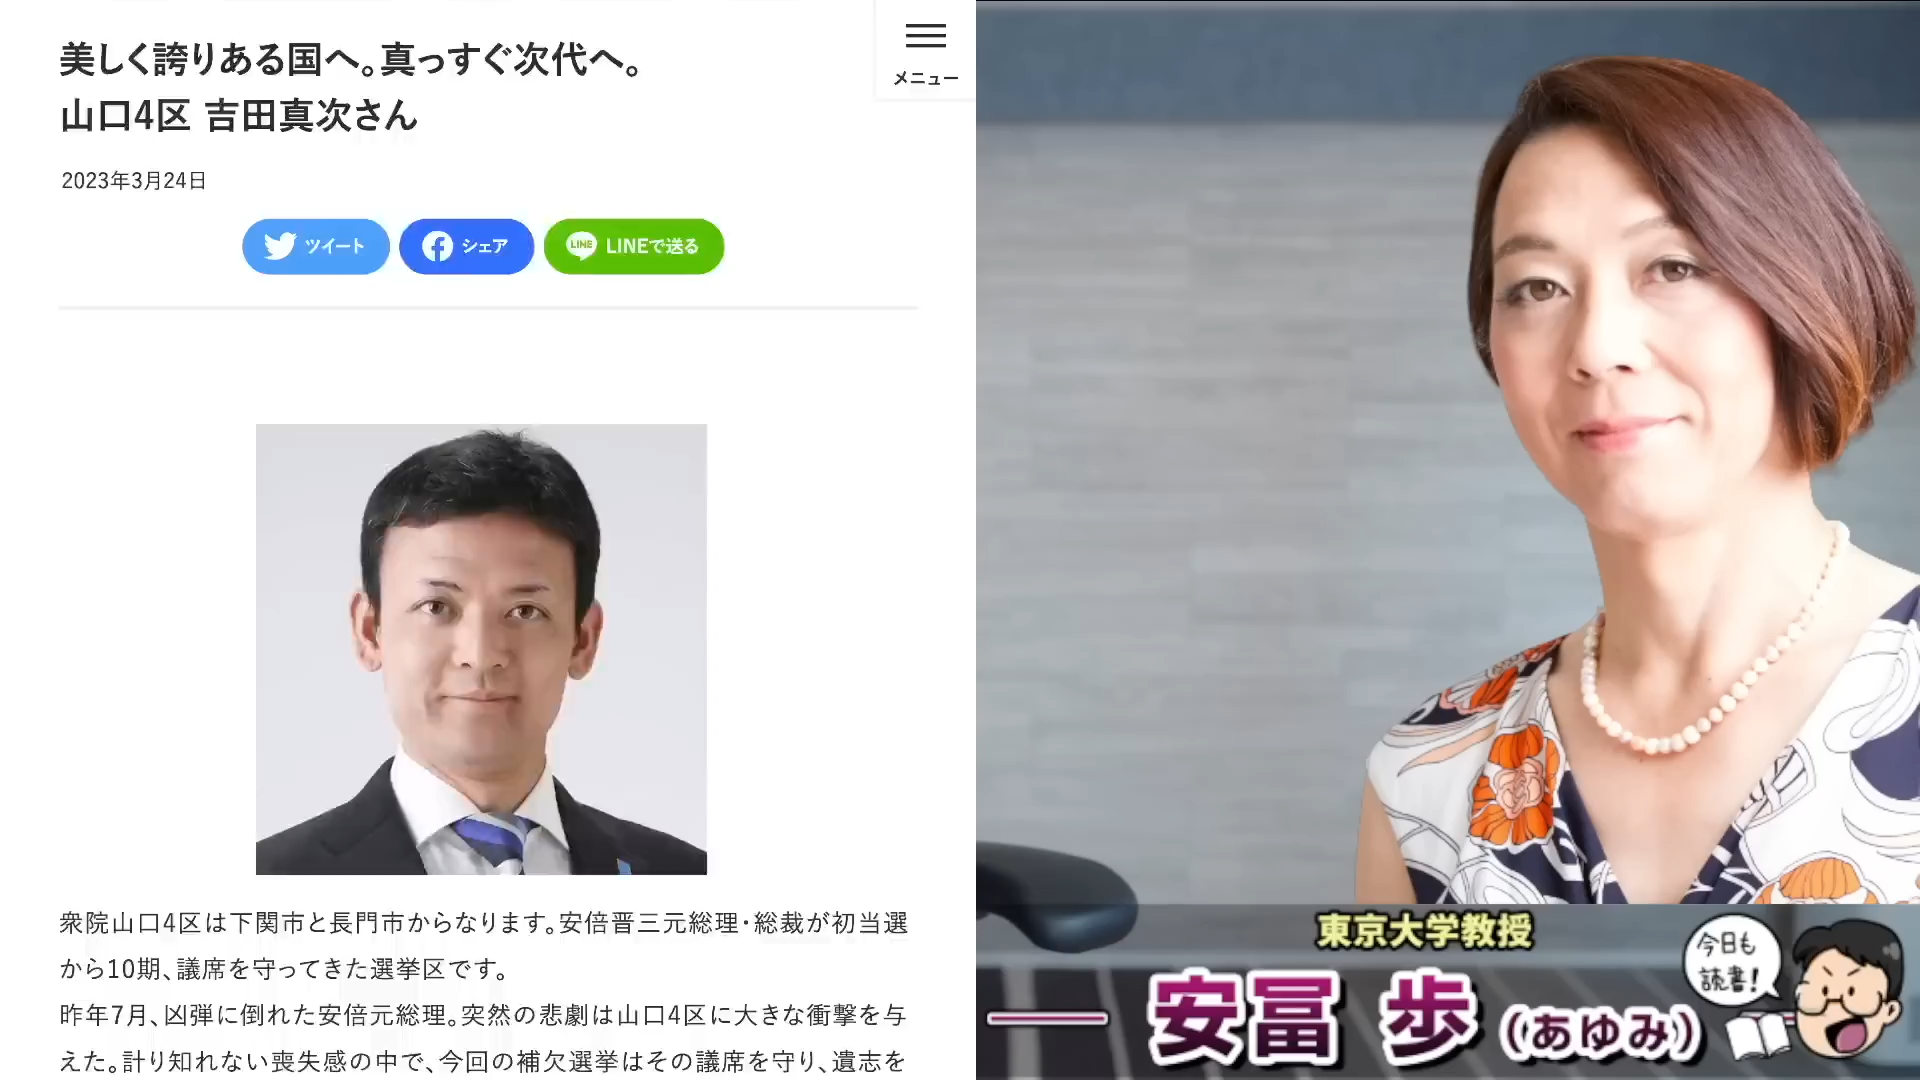 美しく誇りある国へ。真っすぐ次代へ。
山口4区 吉田真次さん
メニュー
2023年3月24日
ツイート
シェア
LINE
LINEで送る
衆院山口4区は下関市と長門市からなります。安倍晋三元総理・総裁が初当選
から10期、議席を守ってきた選挙区です。
昨年7月、凶弾に倒れた安倍元総理。突然の悲劇は山口4区に大きな衝撃を与
えた。計り知れない喪失感の中で、今回の補欠選挙はその議席を守り、遺志を
東京大学教授
安冨 歩 (あゆみ)
今日も
読書!